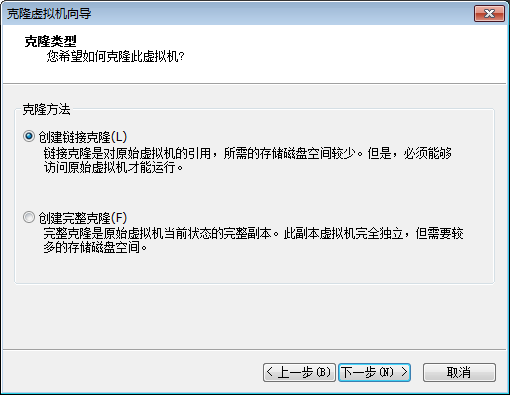 克隆虚拟机向导
克隆类型
您希望如何克隆此虚拟机?
克隆方法
创建链接克隆(L)
链接克隆是对原始虚拟机的引用，所需的存储磁盘空间较少。但是，必须能够
访问原始虚拟机才能运行。
创建完整克隆(F)
完整克隆是原始虚拟机当前状态的完整副本。此副本虚拟机完全独立，但需要较
多的存储磁盘空间。
< 上一步(B) 下一步(N) > 取消